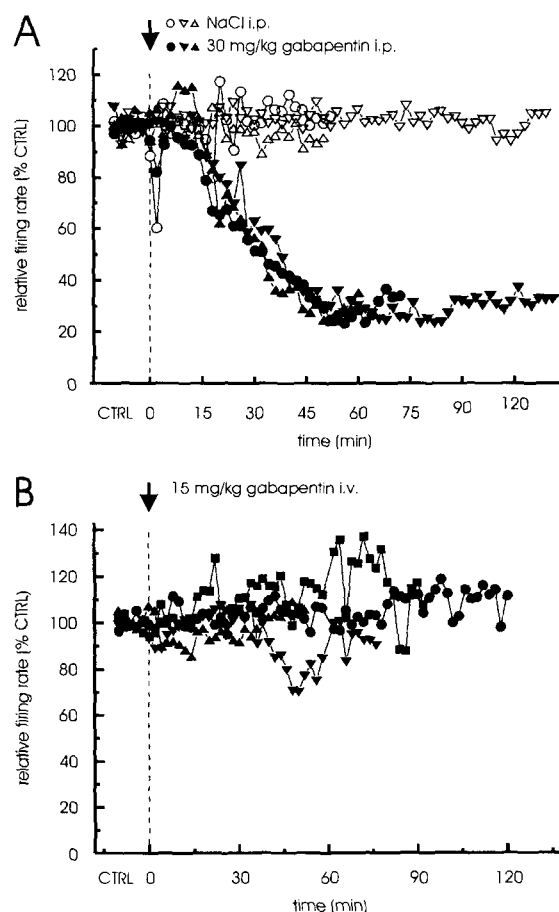 A
NaCl i.p.
30 mg/kg gabapentin i.p.
relative firing rate (% CTRL)
120
100
80
60
40
20
0
CTRL 0 15 30 45 60 75 90 120
time (min)
B
15 mg/kg gabapentin i.v.
relative firing rate (% CTRL)
140
120
100
80
60
40
20
0
CTRL 0 30 60 90 120
time (min)